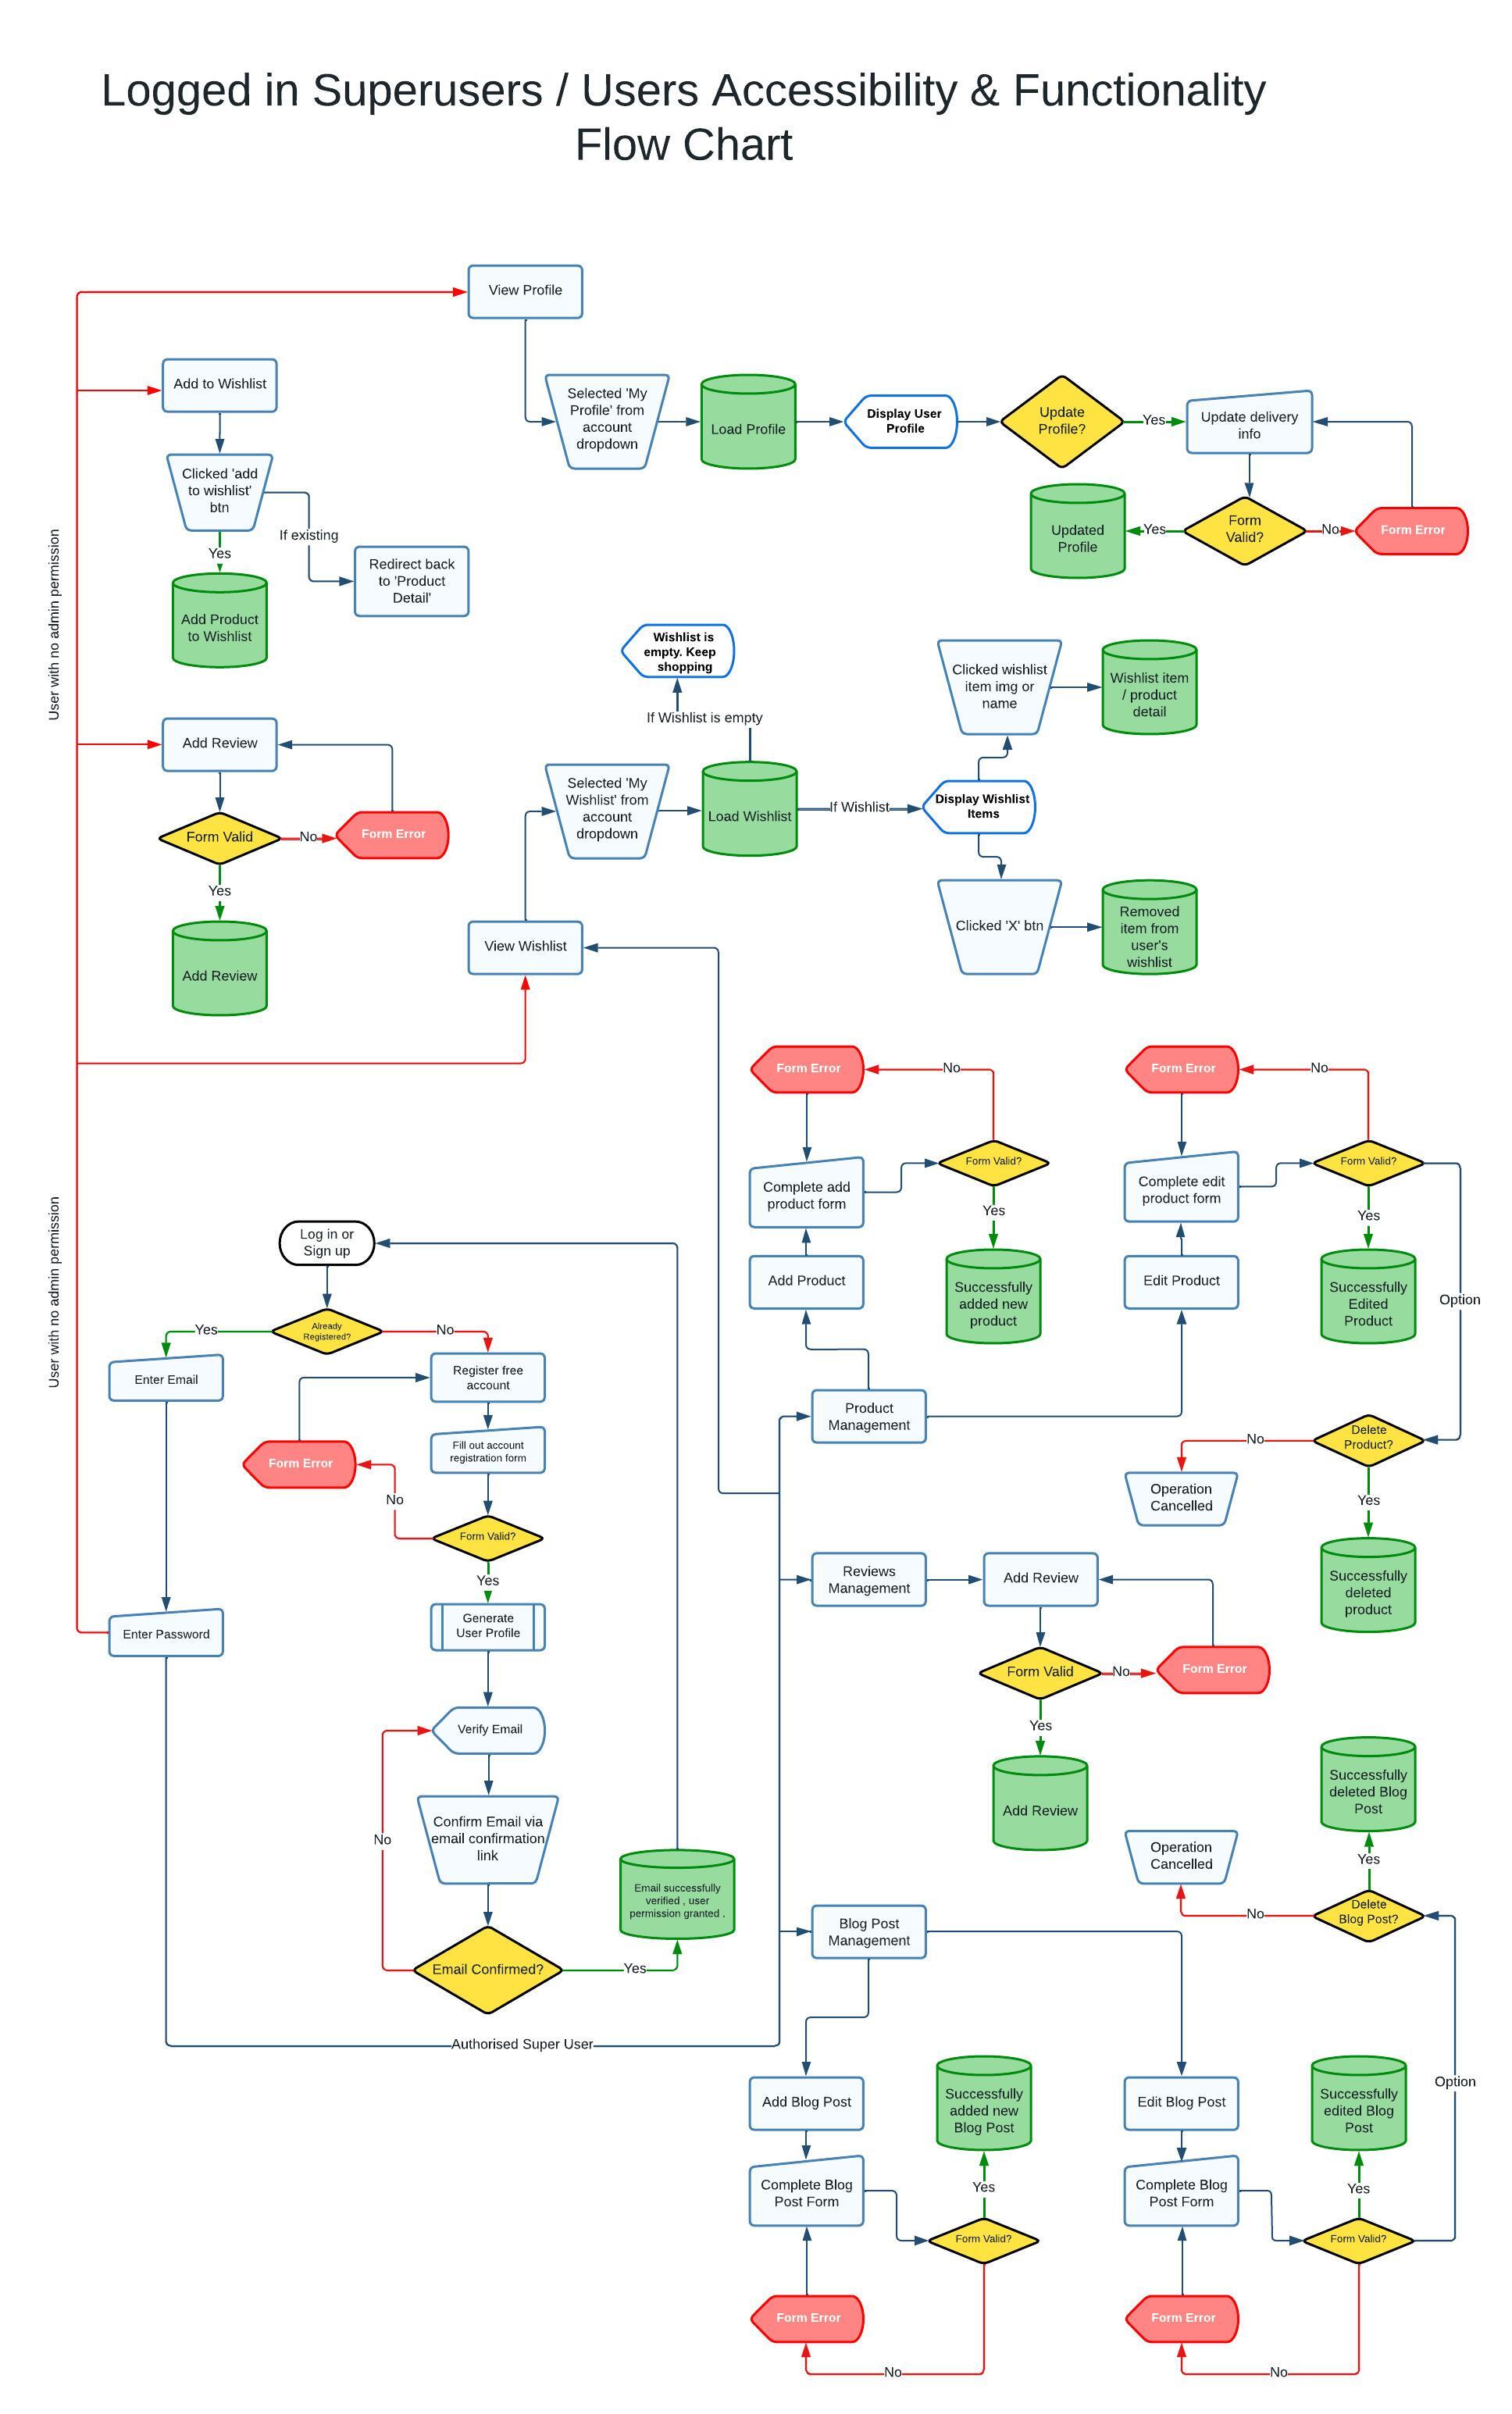 Logged in Superusers / Users Accessibility & Functionality
Flow Chart
View Profile
Add to Wishlist
Selected 'My
Profile' from
account
dropdown
Load Profile
Display User
Profile
Update
Profile?
Yes
Update delivery
info
Clicked 'add
to wishlist'
btn
If existing
Yes
Redirect back
to 'Product
Detail'
Add Product
to Wishlist
Updated
Profile
Yes
Form
Valid?
No
Form Error
User with no admin permission
Wishlist is
empty. Keep
shopping
If Wishlist is empty
Clicked wishlist
item img or
name
Wishlist item
/ product
detail
Add Review
Form Valid
No
Form Error
Yes
Add Review
Selected 'My
Wishlist' from
account
dropdown
Load Wishlist
If Wishlist
Display Wishlist
Items
Clicked 'X' btn
Removed
item from
user's
wishlist
View Wishlist
Form Error
No
Form Valid?
Complete add
product form
Yes
Add Product
Successfully
added new
product
Form Error
No
Form Valid?
Complete edit
product form
Yes
Edit Product
Successfully
Edited
Product
Option
User with no admin permission
Log in or
Sign up
Already
Registered?
Yes
No
Enter Email
Register free
account
Fill out account
registration form
Form Error
No
Form Valid?
Yes
Generate
User Profile
Enter Password
Verify Email
No
Confirm Email via
email confirmation
link
Email Confirmed?
Yes
Email successfully
verified , user
permission granted .
Authorised Super User
Product
Management
Delete
Product?
No
Operation
Cancelled
Yes
Successfully
deleted
product
Reviews
Management
Add Review
Form Valid
No
Form Error
Yes
Add Review
Successfully
deleted Blog
Post
Yes
Operation
Cancelled
No
Delete
Blog Post?
Blog Post
Management
Option
Add Blog Post
Successfully
added new
Blog Post
Complete Blog
Post Form
Yes
Form Valid?
Form Error
No
Edit Blog Post
Successfully
edited Blog
Post
Complete Blog
Post Form
Yes
Form Valid?
Form Error
No